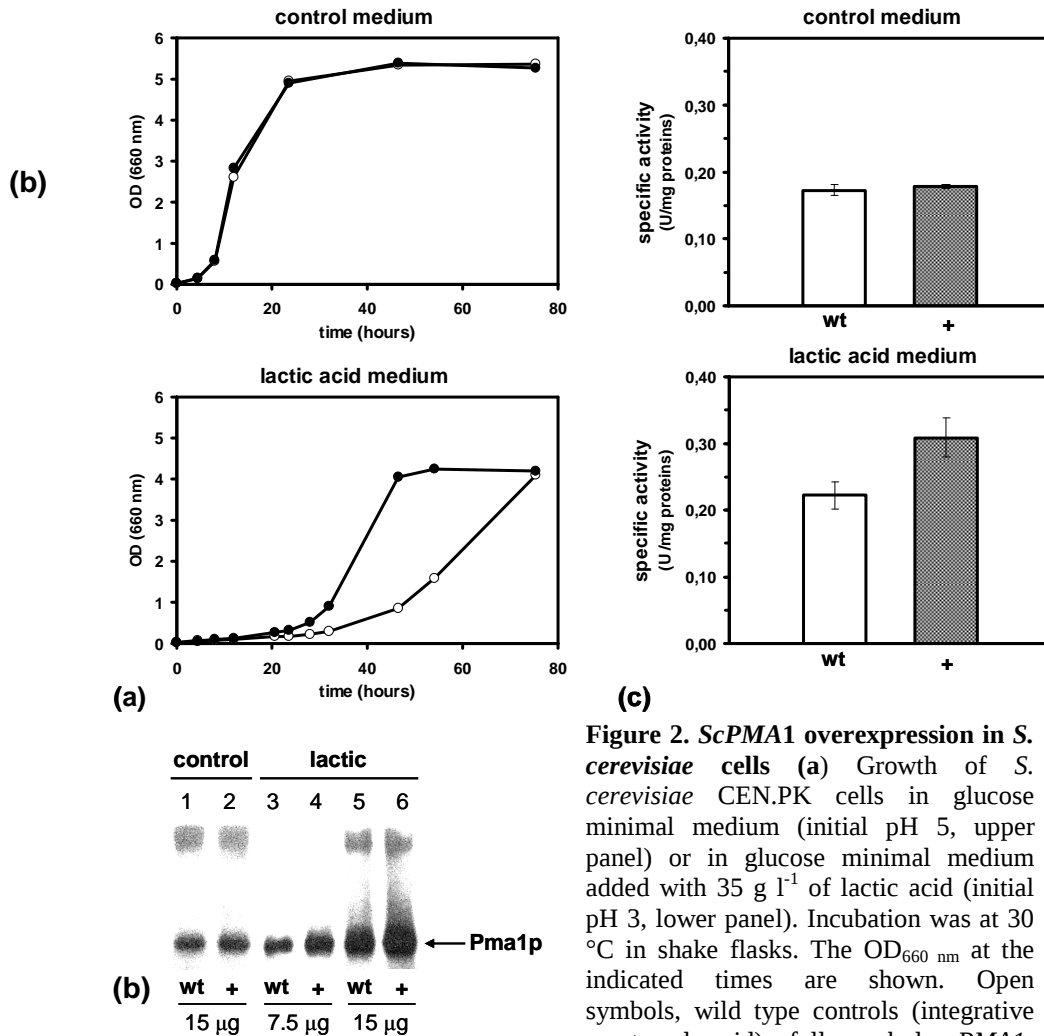 control medium
6
5
4
3
2
1
0
OD (660 nm)
0 20 40 60 80
time (hours)
(b)
control medium
0,40
0,30
0,20
0,10
0,00
specific activity
(U/mg proteins)
wt +
lactic acid medium
6
5
4
3
2
1
0
OD (660 nm)
0 20 40 60 80
time (hours)
(a)
lactic acid medium
0,40
0,30
0,20
0,10
0,00
specific activity
(U/mg proteins)
wt +
(c)
control lactic
1 2 3 4 5 6
Pma1p
(b) wt + wt + wt +
15 µg 7.5 µg 15 µg
Figure 2. ScPMA1 overexpression in S.
cerevisiae cells (a) Growth of S.
cerevisiae CEN.PK cells in glucose
minimal medium (initial pH 5, upper
panel) or in glucose minimal medium
added with 35 g l-1 of lactic acid (initial
pH 3, lower panel). Incubation was at 30
°C in shake flasks. The OD660 nm at the
indicated times are shown. Open
symbols, wild type controls (integrative